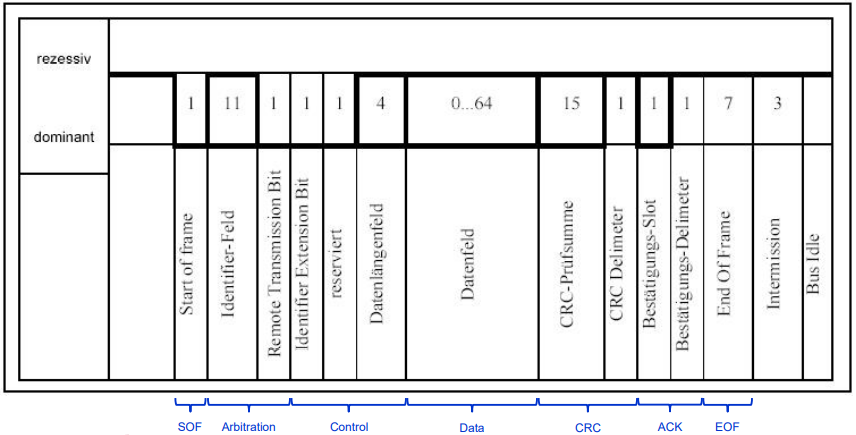 rezessiv
dominant
1
11
1
1
1
4
0...64
15
1
1
1
7
3
Start of frame
Identifier-Feld
Remote Transmission Bit
Identifier Extension Bit
reserviert
Datenlängenfeld
Datenfeld
CRC-Prüfsumme
CRC Delimeter
Bestätigungs-Slot
Bestätigungs-Delimeter
End Of Frame
Intermission
Bus Idle
SOF
Arbitration
Control
Data
CRC
ACK
EOF